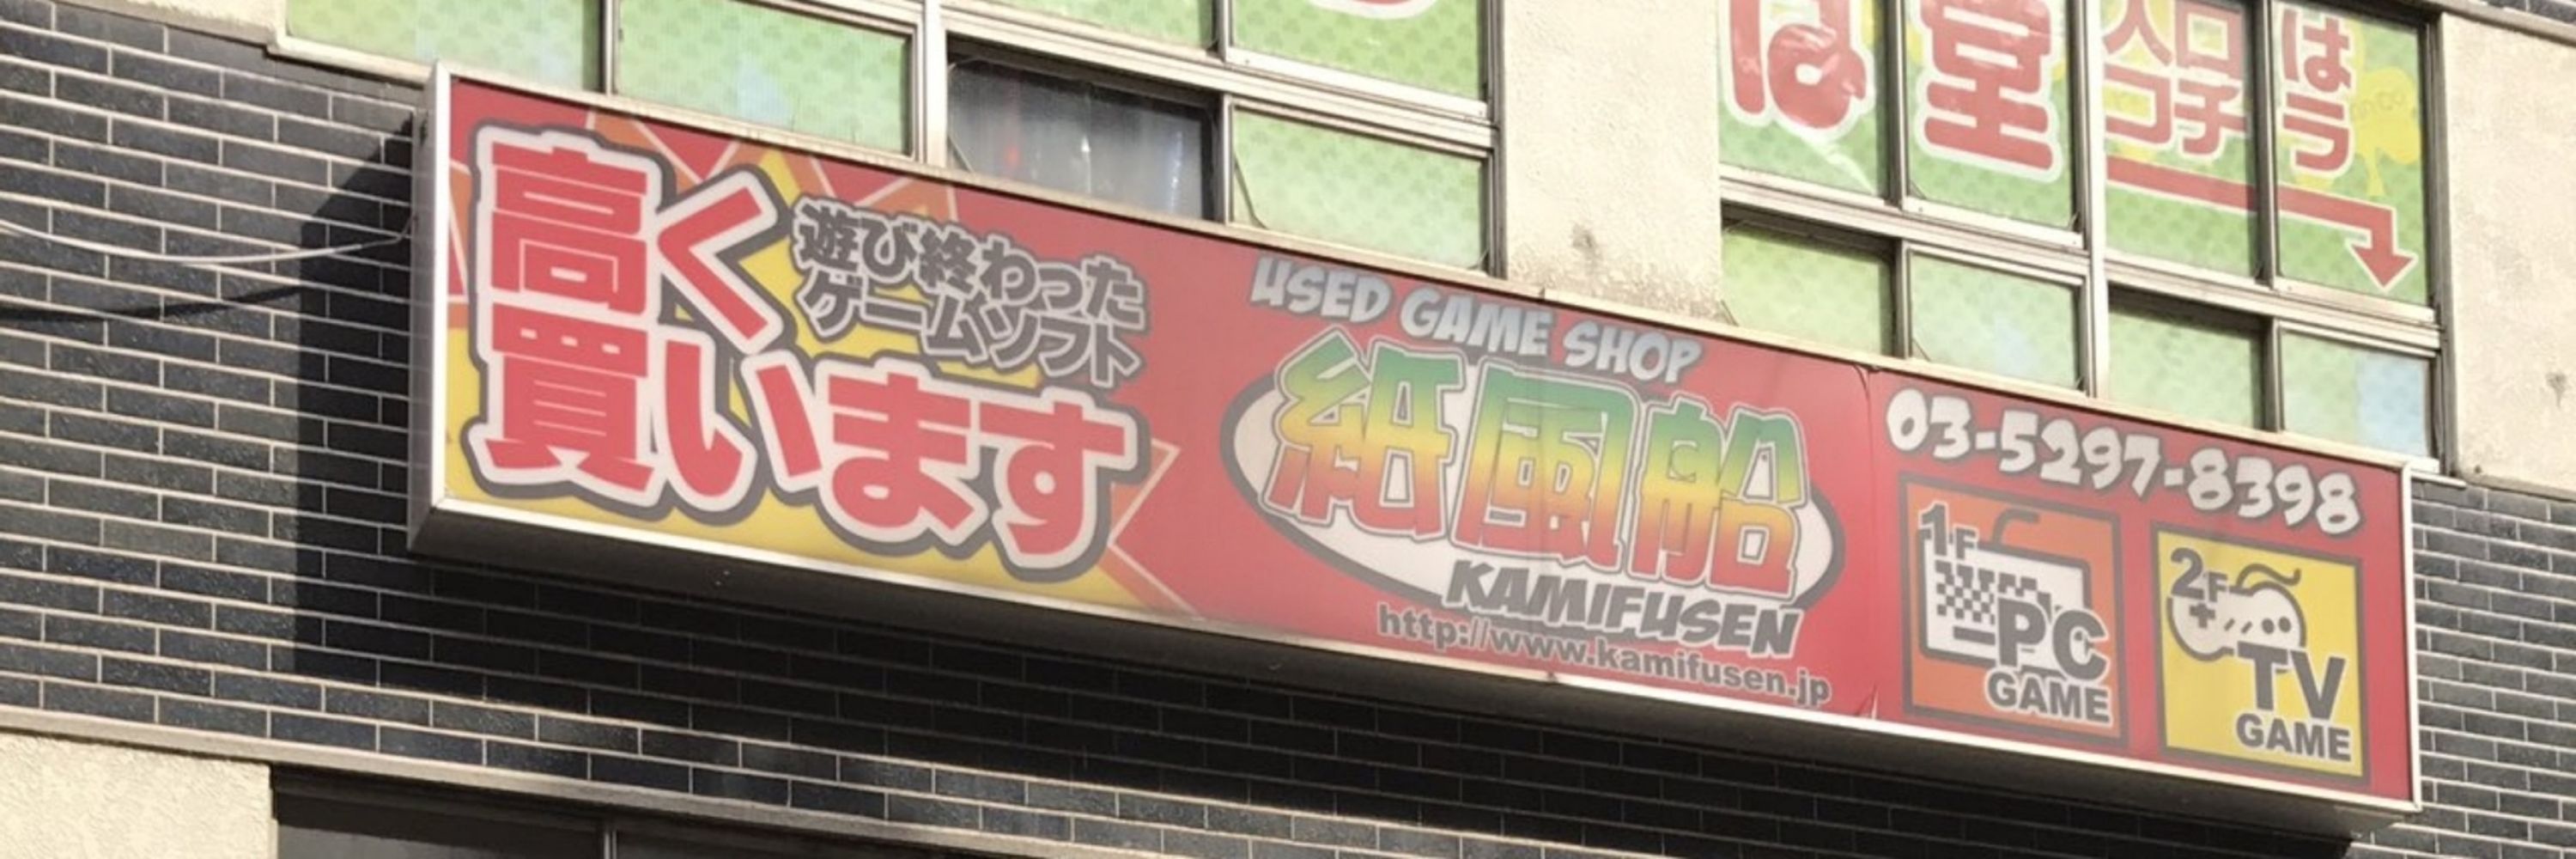 ば堂
入口
コチ
はラ
高く
買います
遊び終わった
ゲームソフト
USED GAME SHOP
紙風船
KAMIFUSEN
http://www.kamifusen.jp
03-5297-8398
1F
PC
GAME
2F
TV
GAME